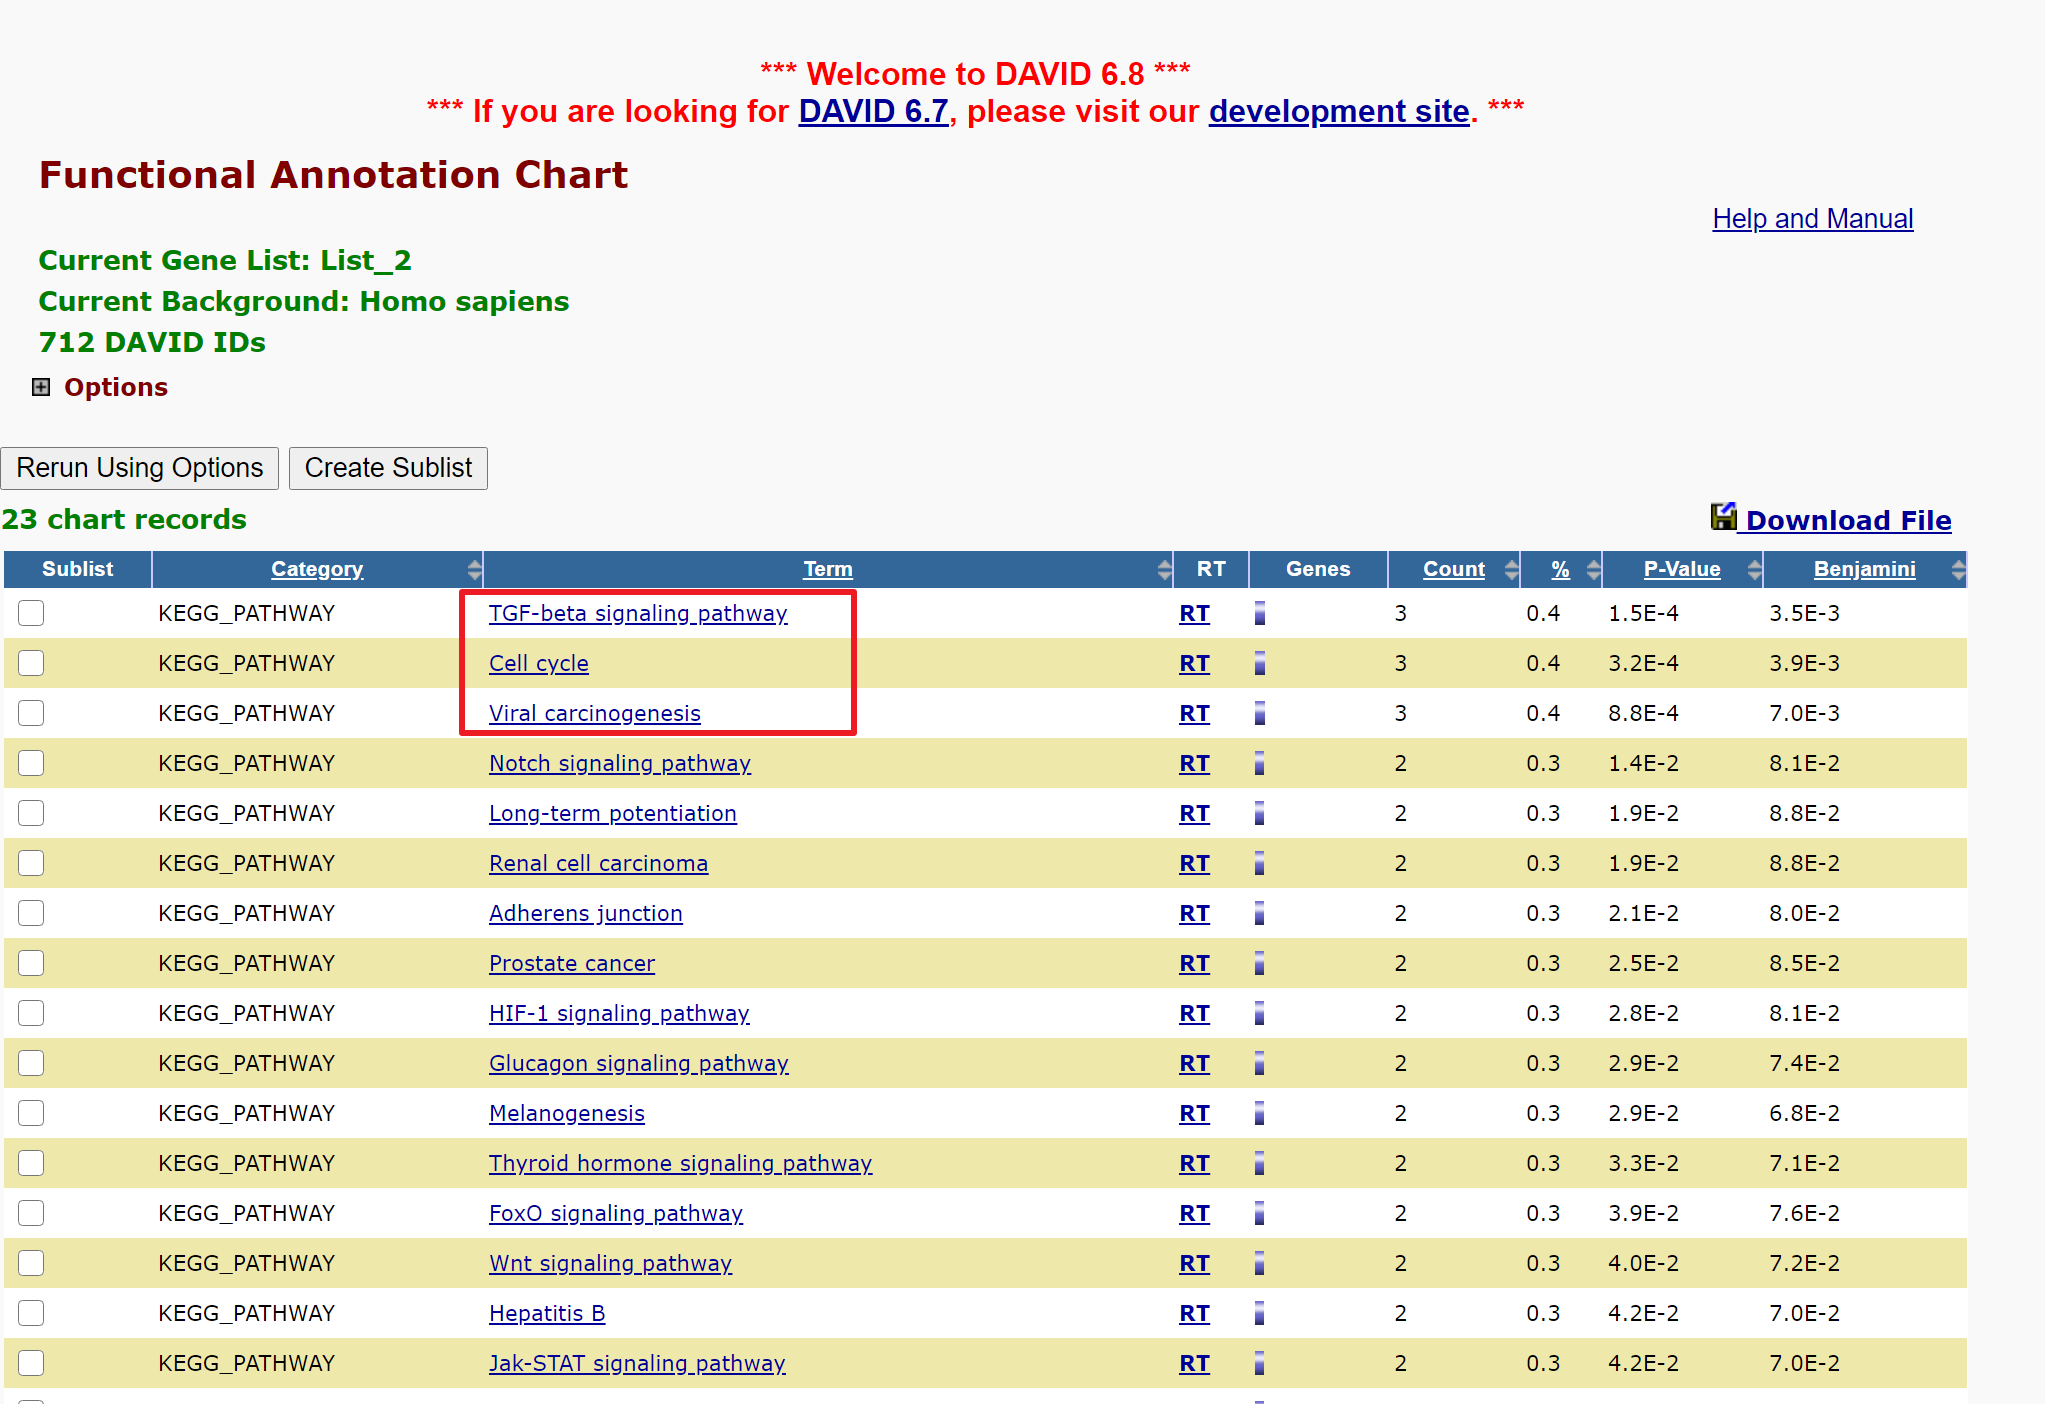 *** Welcome to DAVID 6.8 ***
*** If you are looking for DAVID 6.7, please visit our development site. ***
Functional Annotation Chart
Help and Manual
Current Gene List: List_2
Current Background: Homo sapiens
712 DAVID IDs
Options
Rerun Using Options Create Sublist
23 chart records Download File
Sublist Category Term RT Genes Count % P-Value Benjamini
KEGG_PATHWAY TGF-beta signaling pathway RT 3 0.4 1.5E-4 3.5E-3
KEGG_PATHWAY Cell cycle RT 3 0.4 3.2E-4 3.9E-3
KEGG_PATHWAY Viral carcinogenesis RT 3 0.4 8.8E-4 7.0E-3
KEGG_PATHWAY Notch signaling pathway RT 2 0.3 1.4E-2 8.1E-2
KEGG_PATHWAY Long-term potentiation RT 2 0.3 1.9E-2 8.8E-2
KEGG_PATHWAY Renal cell carcinoma RT 2 0.3 1.9E-2 8.8E-2
KEGG_PATHWAY Adherens junction RT 2 0.3 2.1E-2 8.0E-2
KEGG_PATHWAY Prostate cancer RT 2 0.3 2.5E-2 8.5E-2
KEGG_PATHWAY HIF-1 signaling pathway RT 2 0.3 2.8E-2 8.1E-2
KEGG_PATHWAY Glucagon signaling pathway RT 2 0.3 2.9E-2 7.4E-2
KEGG_PATHWAY Melanogenesis RT 2 0.3 2.9E-2 6.8E-2
KEGG_PATHWAY Thyroid hormone signaling pathway RT 2 0.3 3.3E-2 7.1E-2
KEGG_PATHWAY FoxO signaling pathway RT 2 0.3 3.9E-2 7.6E-2
KEGG_PATHWAY Wnt signaling pathway RT 2 0.3 4.0E-2 7.2E-2
KEGG_PATHWAY Hepatitis B RT 2 0.3 4.2E-2 7.0E-2
KEGG_PATHWAY Jak-STAT signaling pathway RT 2 0.3 4.2E-2 7.0E-2